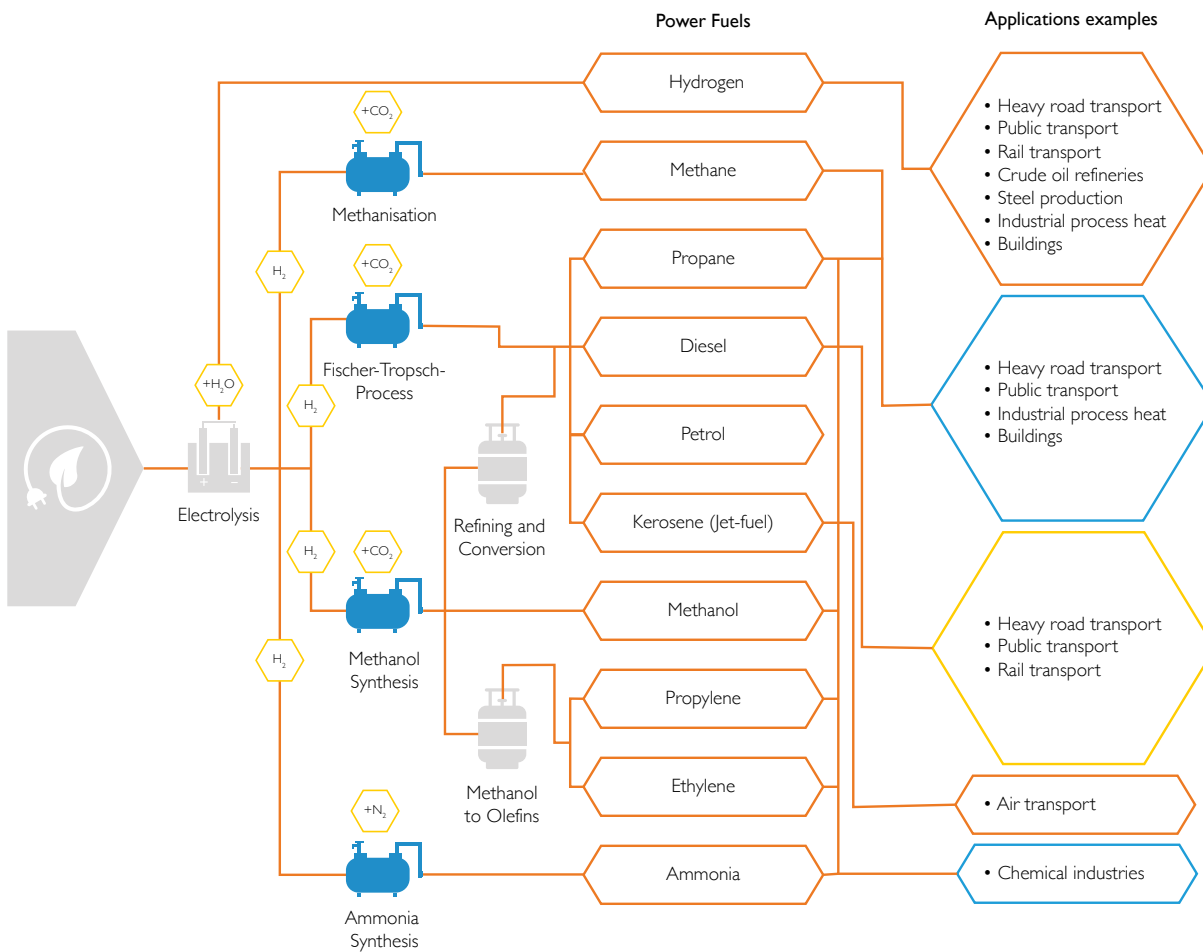 Power Fuels
Applications examples
Hydrogen
+CO₂
Methanisation
Methane
• Heavy road transport
• Public transport
• Rail transport
• Crude oil refineries
• Steel production
• Industrial process heat
• Buildings
H₂
+CO₂
Fischer-Tropsch-
Process
Propane
Diesel
+H₂O
H₂
Petrol
• Heavy road transport
• Public transport
• Industrial process heat
• Buildings
+ −
Electrolysis
Refining and
Conversion
Kerosene (Jet-fuel)
H₂
+CO₂
Methanol
Synthesis
Methanol
• Heavy road transport
• Public transport
• Rail transport
H₂
Propylene
Methanol
to Olefins
Ethylene
• Air transport
+N₂
Ammonia
Synthesis
Ammonia
• Chemical industries